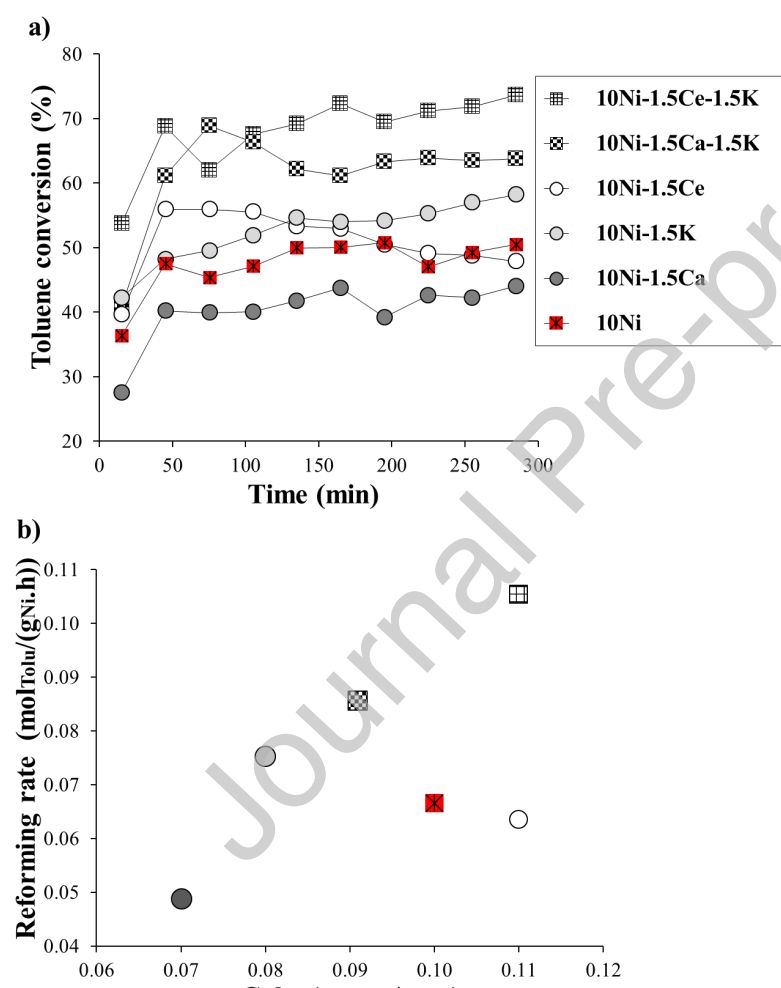 a)
80
70
60
50
40
30
20
Toluene conversion (%)
0 50 100 150 200 250 300
Time (min)
10Ni-1.5Ce-1.5K
10Ni-1.5Ca-1.5K
10Ni-1.5Ce
10Ni-1.5K
10Ni-1.5Ca
10Ni
Journal Pre-pr
b)
0.11
0.10
0.09
0.08
0.07
0.06
0.05
0.04
Reforming rate (molTolu/(gNi.h))
0.06 0.07 0.08 0.09 0.10 0.11 0.12